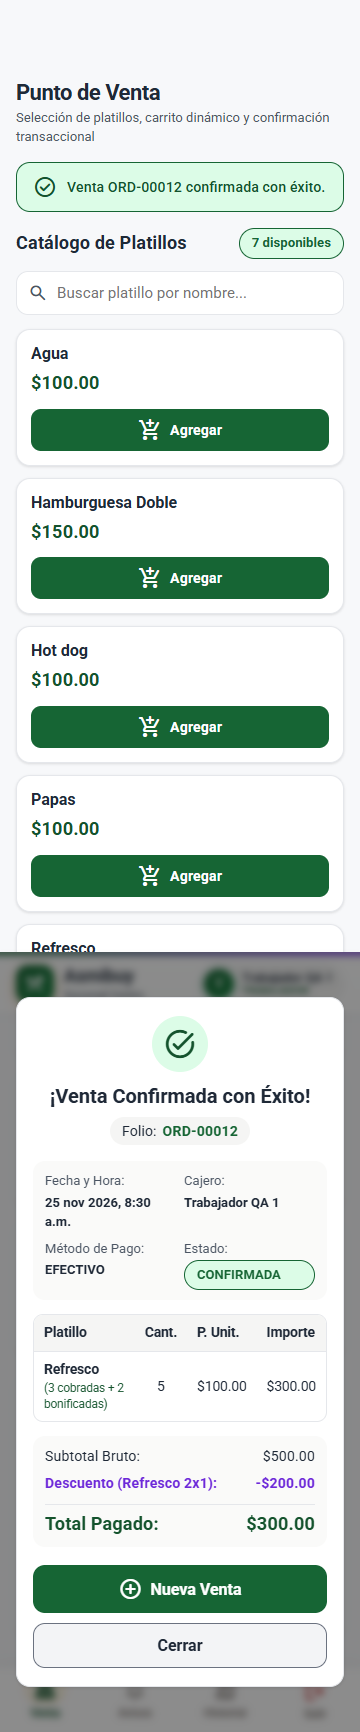 Punto de Venta
Selección de platillos, carrito dinámico y confirmación
transaccional
Venta ORD-00012 confirmada con éxito.
Catálogo de Platillos
7 disponibles
Buscar platillo por nombre...
Agua
$100.00
Agregar
Hamburguesa Doble
$150.00
Agregar
Hot dog
$100.00
Agregar
Papas
$100.00
Agregar
Refresco
¡Venta Confirmada con Éxito!
Folio: ORD-00012
Fecha y Hora: Cajero:
25 nov 2026, 8:30 Trabajador QA 1
a.m.
Método de Pago: Estado:
EFECTIVO CONFIRMADA
Platillo Cant. P. Unit. Importe
Refresco
(3 cobradas + 2 5 $100.00 $300.00
bonificadas)
Subtotal Bruto: $500.00
Descuento (Refresco 2x1): -$200.00
Total Pagado: $300.00
Nueva Venta
Cerrar